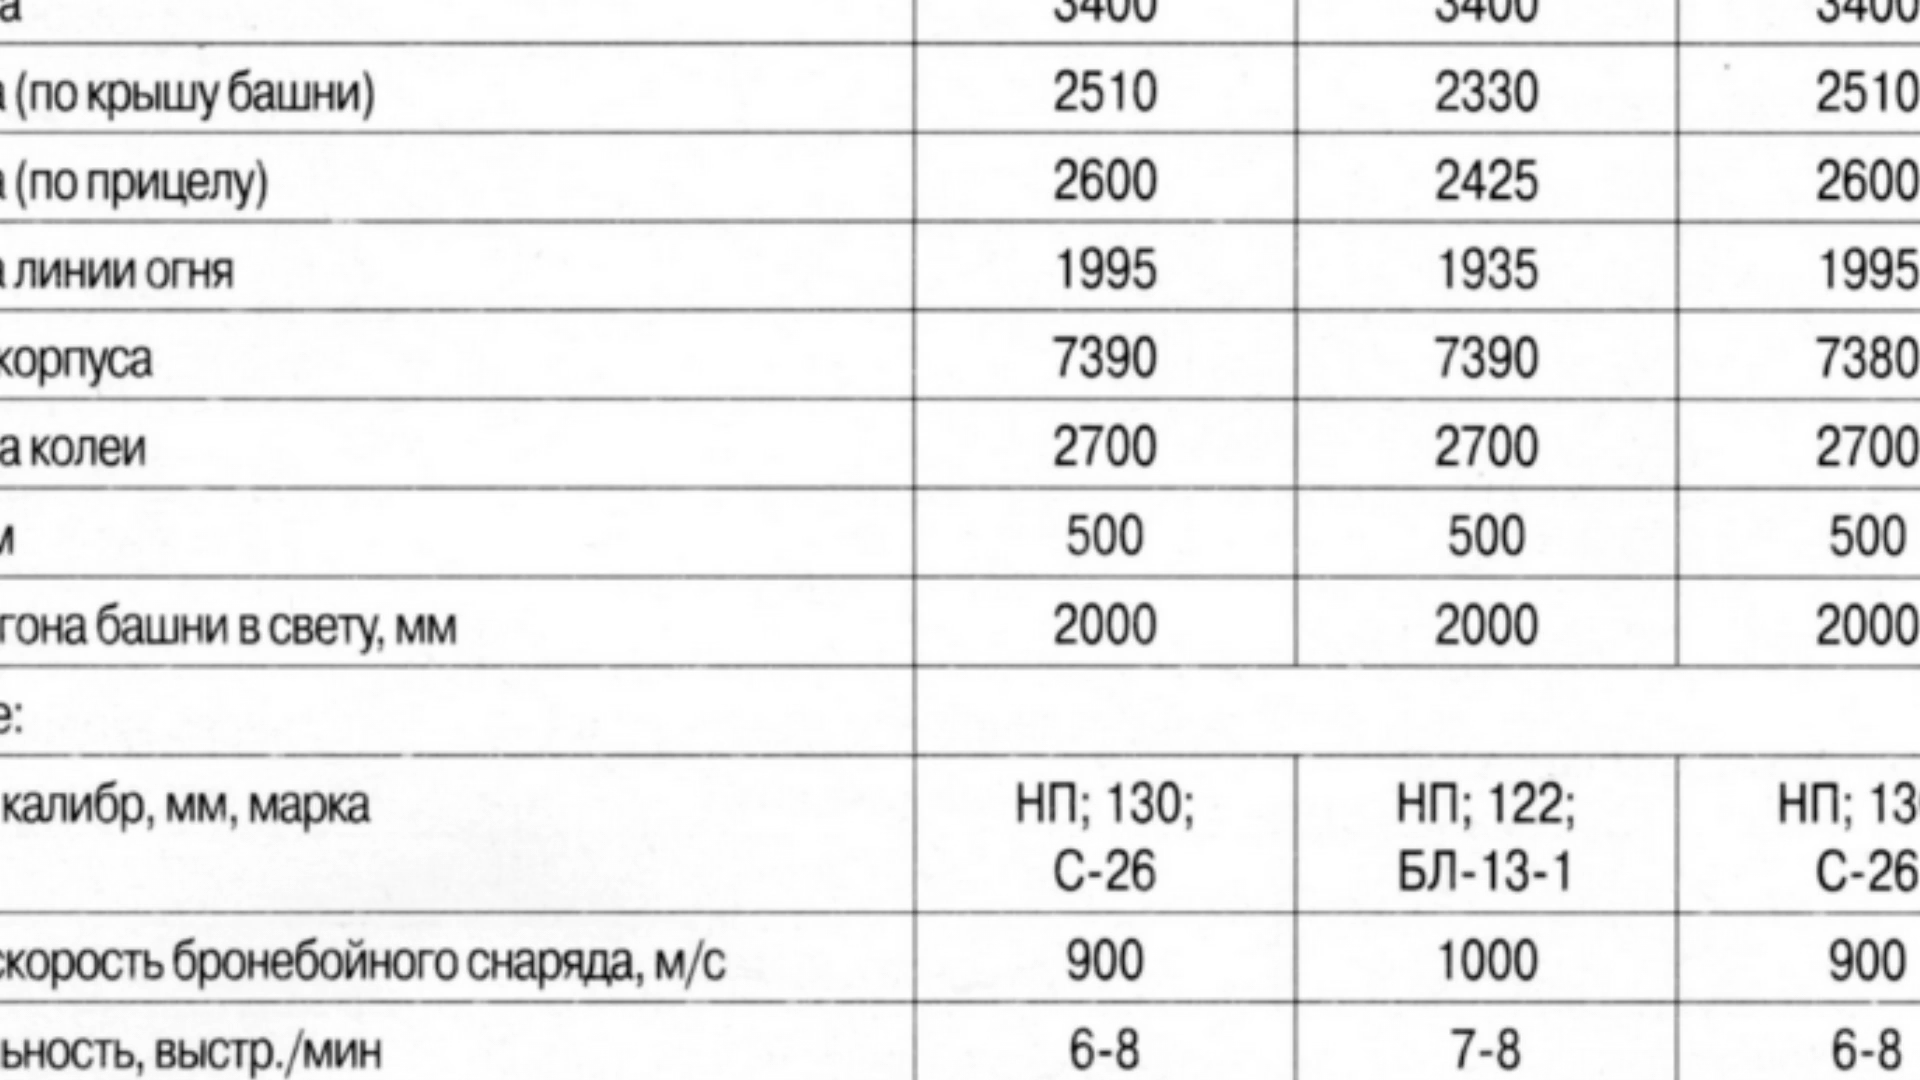 а 3400 3400 3400
а (по крышу башни) 2510 2330 2510
а (по прицелу) 2600 2425 2600
а линии огня 1995 1935 1995
корпуса 7390 7390 7380
а колеи 2700 2700 2700
м 500 500 500
гона башни в свету, мм 2000 2000 2000
е:
калибр, мм, марка НП; 130; НП; 122; НП;
С-26 БЛ-13-1 С-26
скорость бронебойного снаряда, м/с 900 1000 900
ьность, выстр./мин 6-8 7-8 6-8